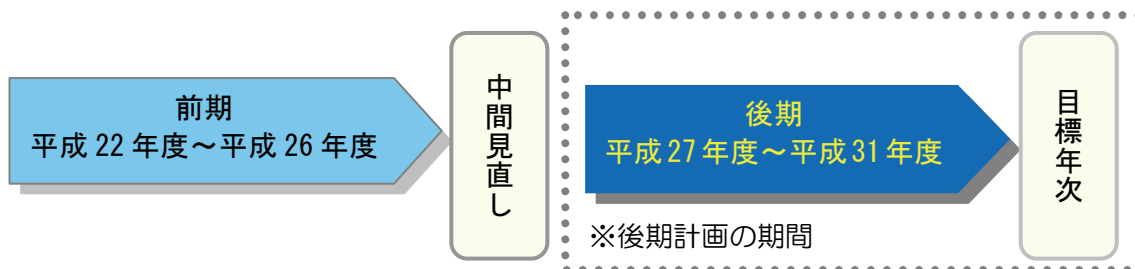 前期
平成 22 年度～平成 26 年度
中間見直し
後期
平成 27 年度～平成 31 年度
※後期計画の期間
目標年次